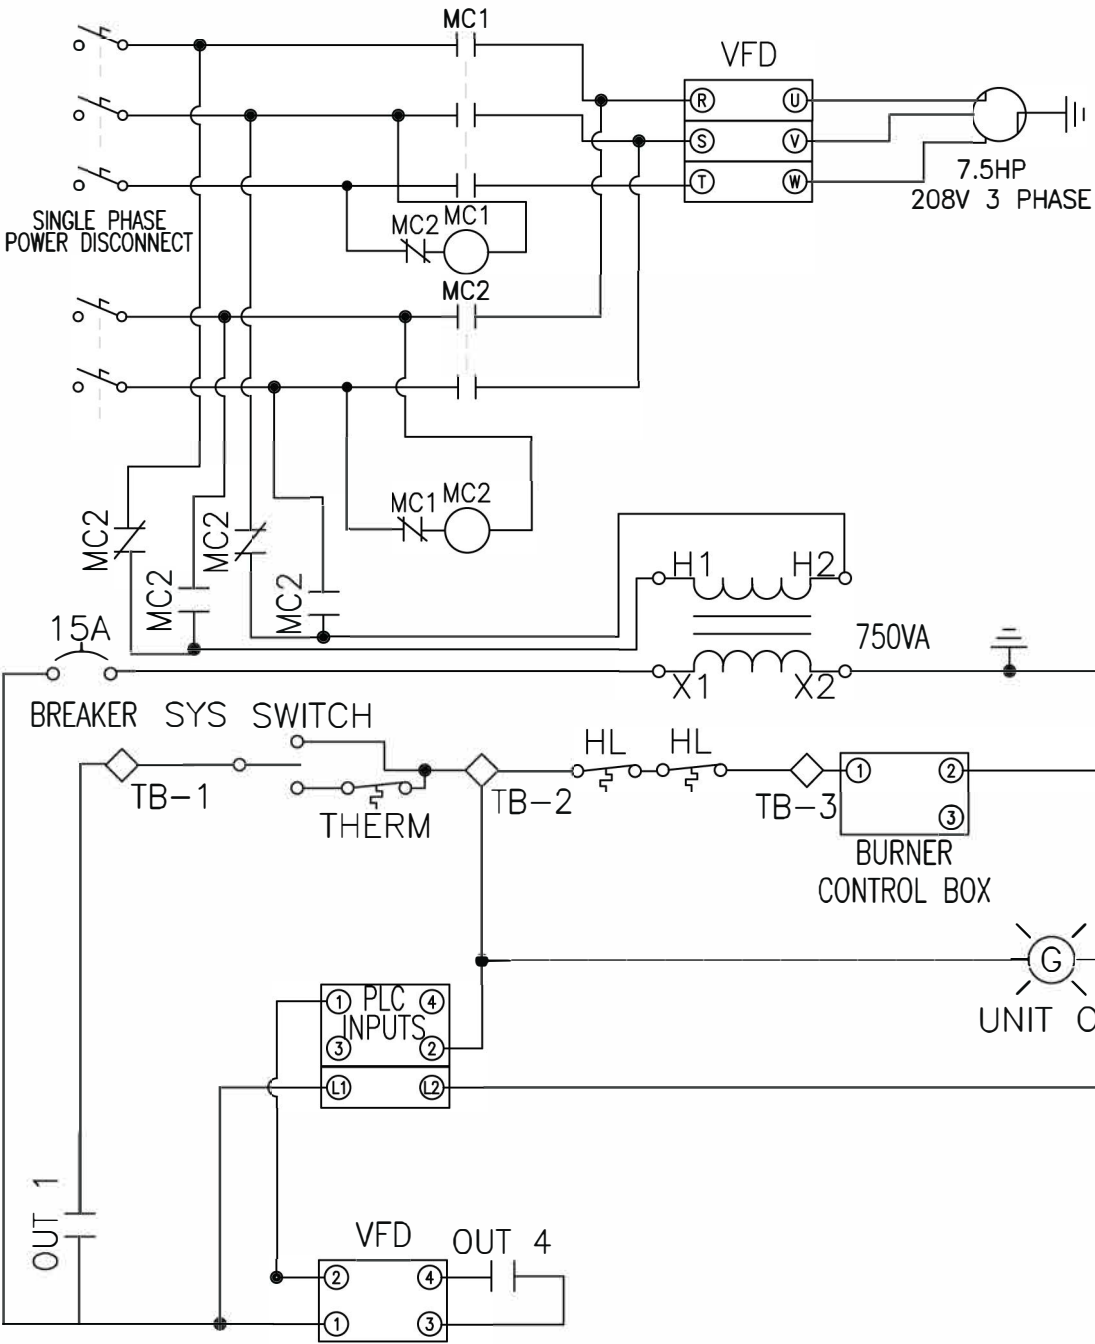 MC1
VFD
R
U
S
V
T
W
7.5HP
208V 3 PHASE
SINGLE PHASE
POWER DISCONNECT
MC2
MC1
MC2
MC1
MC2
MC2
MC2
MC2
MC2
H1
H2
15A
750VA
X1
X2
BREAKER
SYS SWITCH
HL
HL
TB-1
THERM
TB-2
TB-3
1
2
3
BURNER
CONTROL BOX
G
UNIT O
1
PLC
4
INPUTS
3
2
L1
L2
OUT 1
VFD
OUT 4
2
4
1
3